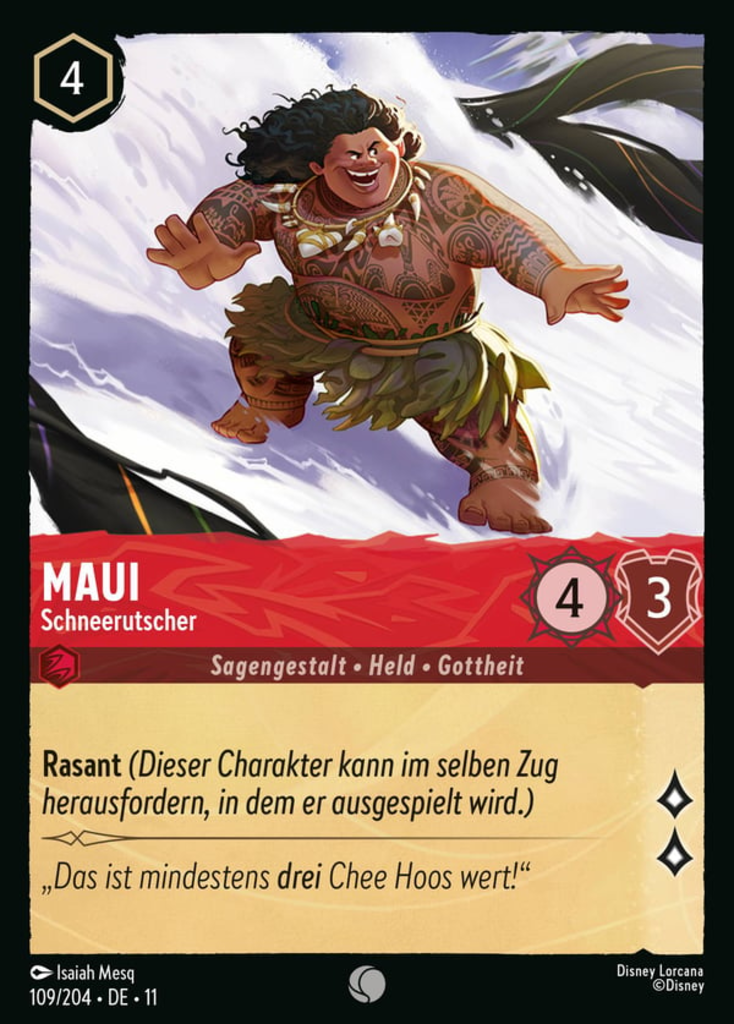 4
MAUI
Schneerutscher
4
3
Sagengestalt • Held • Gottheit
Rasant (Dieser Charakter kann im selben Zug
herausfordern, in dem er ausgespielt wird.)
„Das ist mindestens drei Chee Hoos wert!“
Isaiah Mesq
109/204 • DE • 11
Disney Lorcana
©Disney